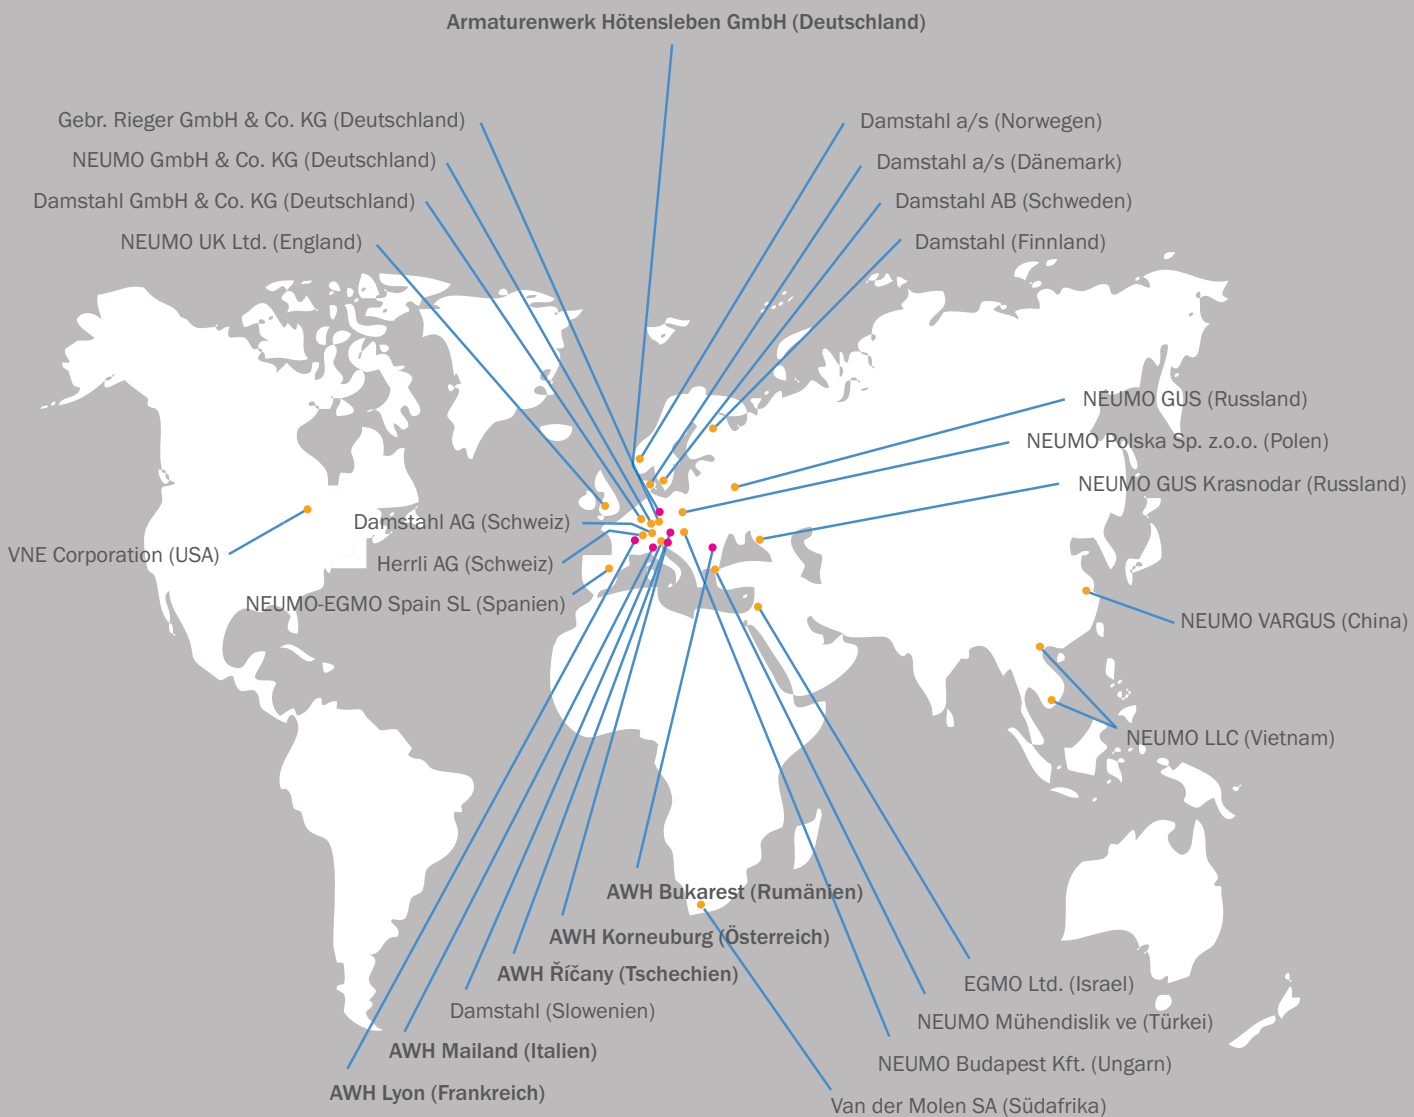 Armaturenwerk Hötensleben GmbH (Deutschland)
Gebr. Rieger GmbH & Co. KG (Deutschland)
NEUMO GmbH & Co. KG (Deutschland)
Damstahl GmbH & Co. KG (Deutschland)
NEUMO UK Ltd. (England)
Damstahl a/s (Norwegen)
Damstahl a/s (Dänemark)
Damstahl AB (Schweden)
Damstahl (Finnland)
NEUMO GUS (Russland)
NEUMO Polska Sp. z.o.o. (Polen)
NEUMO GUS Krasnodar (Russland)
Damstahl AG (Schweiz)
VNE Corporation (USA)
Herrli AG (Schweiz)
NEUMO-EGMO Spain SL (Spanien)
NEUMO VARGUS (China)
NEUMO LLC (Vietnam)
AWH Bukarest (Rumänien)
AWH Korneuburg (Österreich)
AWH Říčany (Tschechien)
Damstahl (Slowenien)
AWH Mailand (Italien)
AWH Lyon (Frankreich)
EGMO Ltd. (Israel)
NEUMO Mühendislik ve (Türkei)
NEUMO Budapest Kft. (Ungarn)
Van der Molen SA (Südafrika)